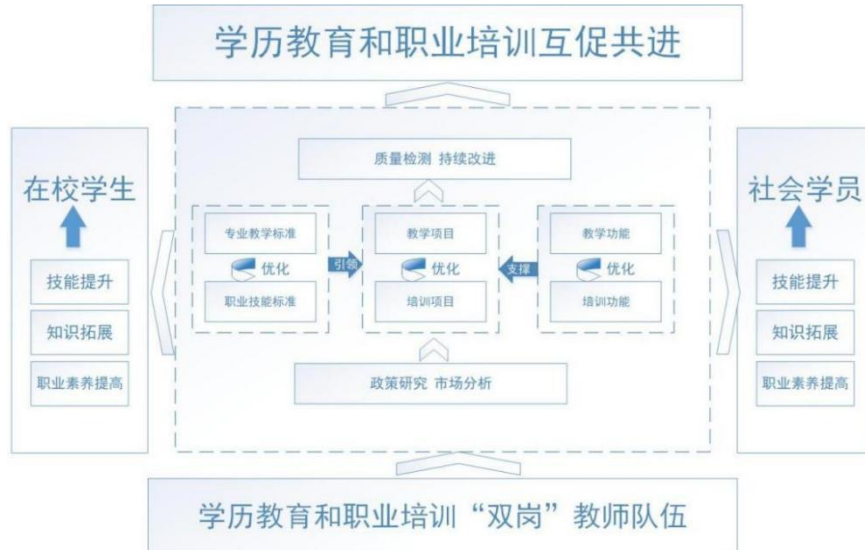 学历教育和职业培训互促共进
在校学生
技能提升
知识拓展
职业素养提高
质量检测 持续改进
专业教学标准
优化
职业技能标准
引领
教学项目
优化
培训项目
支撑
教学功能
优化
培训功能
政策研究 市场分析
社会学员
技能提升
知识拓展
职业素养提高
学历教育和职业培训“双岗”教师队伍